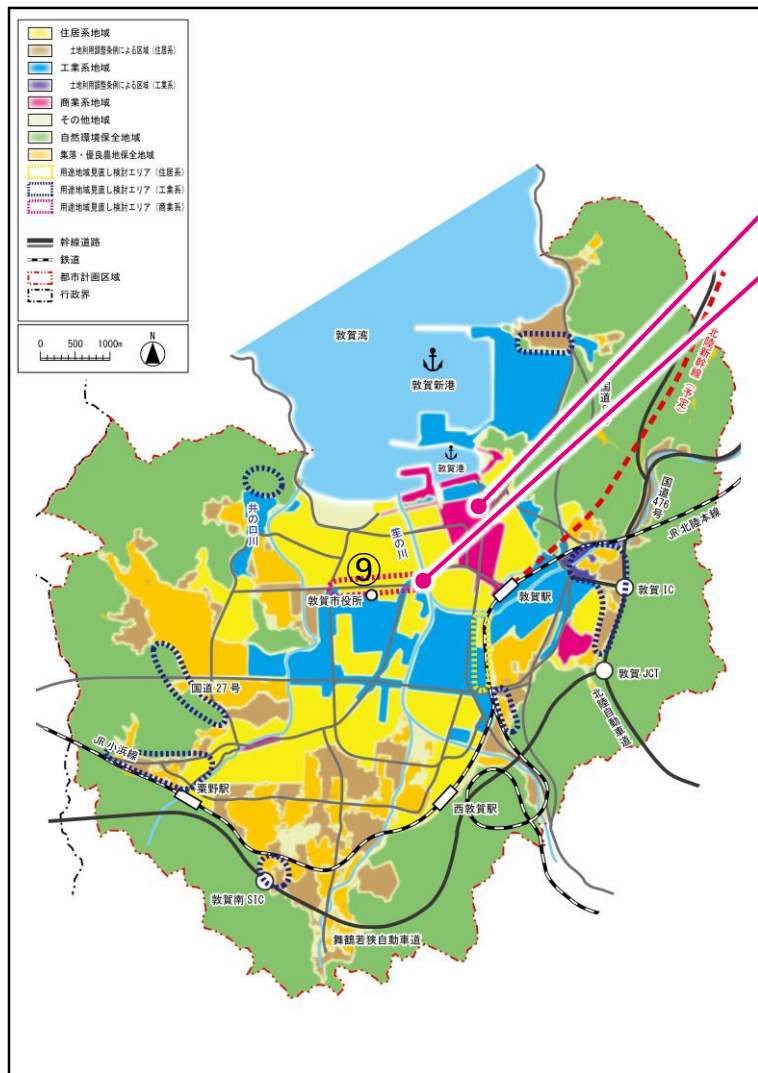 住居系地域
土地利用調整条例による区域（住居系）
工業系地域
土地利用調整条例による区域（工業系）
商業系地域
その他地域
自然環境保全地域
集落・優良農地保全地域
用途地域見直し検討エリア（住居系）
用途地域見直し検討エリア（工業系）
用途地域見直し検討エリア（商業系）
幹線道路
鉄道
都市計画区域
行政界
0 500 1000m
N
敦賀湾
敦賀新港
北陸新幹線（予定）
国道
敦賀港
国道476号
JR北陸本線
井の口川
笙の川
⑨
敦賀市役所
敦賀駅
敦賀IC
敦賀JCT
北陸自動車道
国道27号
JR小浜線
粟野駅
西敦賀駅
敦賀南SIC
舞鶴若狭自動車道